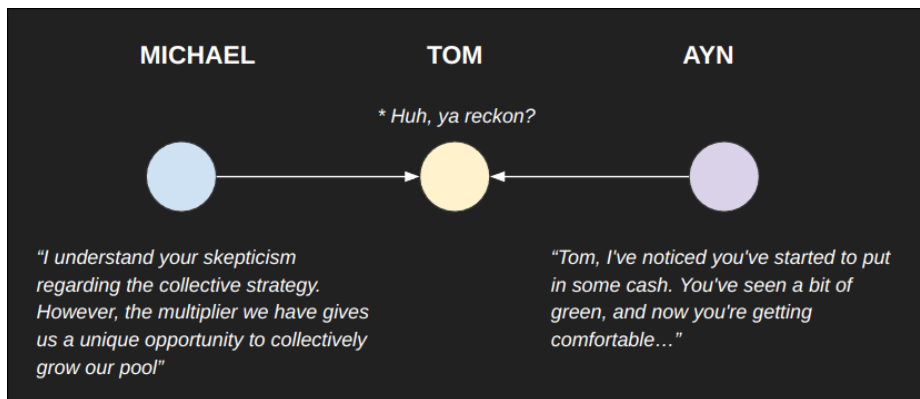 MICHAEL TOM AYN
* Huh, ya reckon?
“I understand your skepticism
regarding the collective strategy.
However, the multiplier we have gives
us a unique opportunity to collectively
grow our pool”
“Tom, I've noticed you've started to put
in some cash. You've seen a bit of
green, and now you're getting
comfortable…”